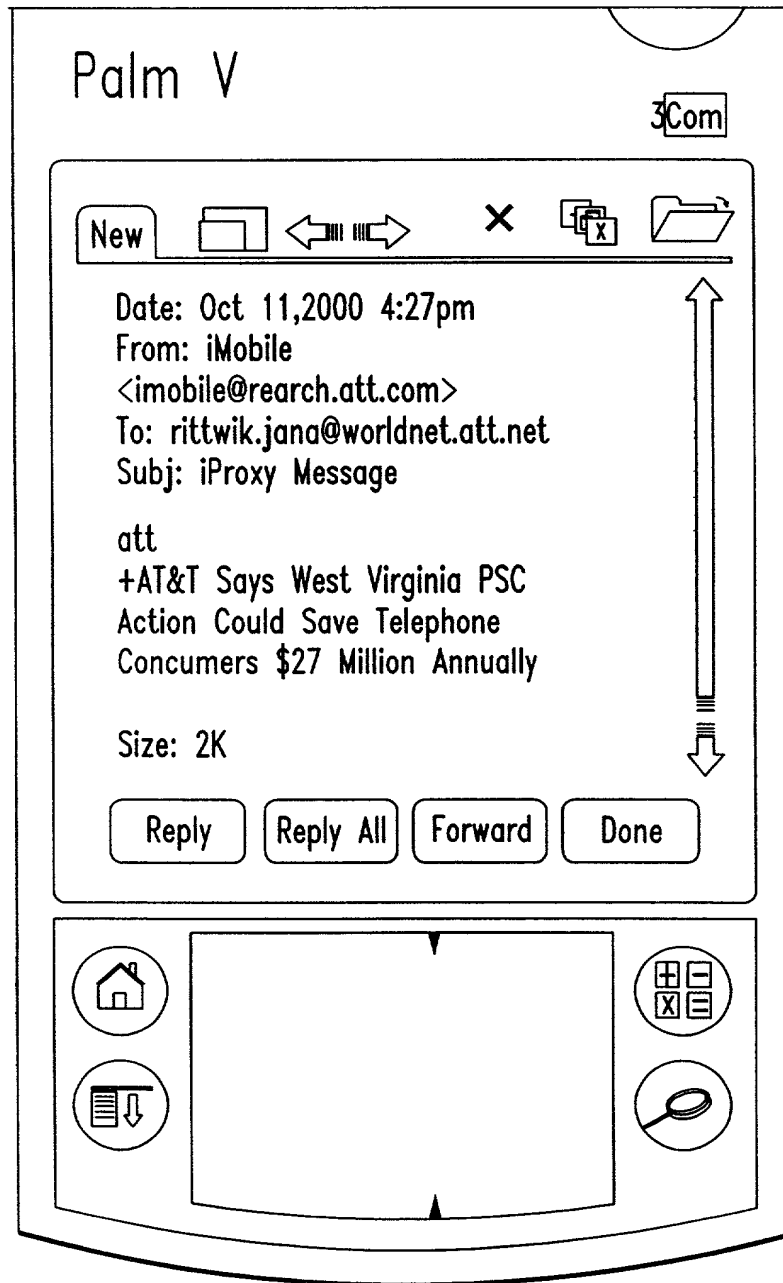 Palm V
3Com
New
Date: Oct 11,2000 4:27pm
From: iMobile
<imobile@rearch.att.com>
To: rittwik.jana@worldnet.att.net
Subj: iProxy Message
att
+AT&T Says West Virginia PSC
Action Could Save Telephone
Concumers $27 Million Annually
Size: 2K
Reply Reply All Forward Done